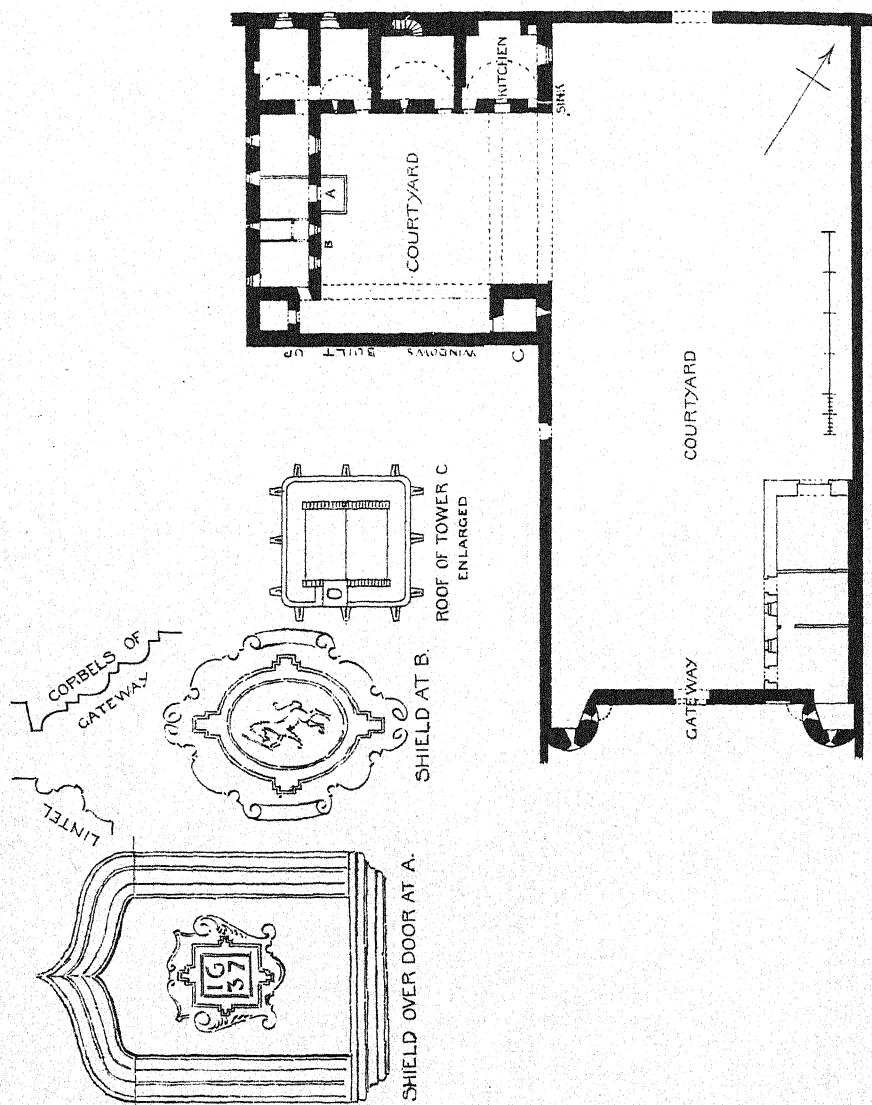 KITCHEN
SINK
COURTYARD
A
B
WINDOWS BUILT UP
C
COURTYARD
GATEWAY
ROOF OF TOWER C
ENLARGED
CORBELS OF
GATEWAY
LINTEL
SHIELD AT B.
1G
37
SHIELD OVER DOOR AT A.